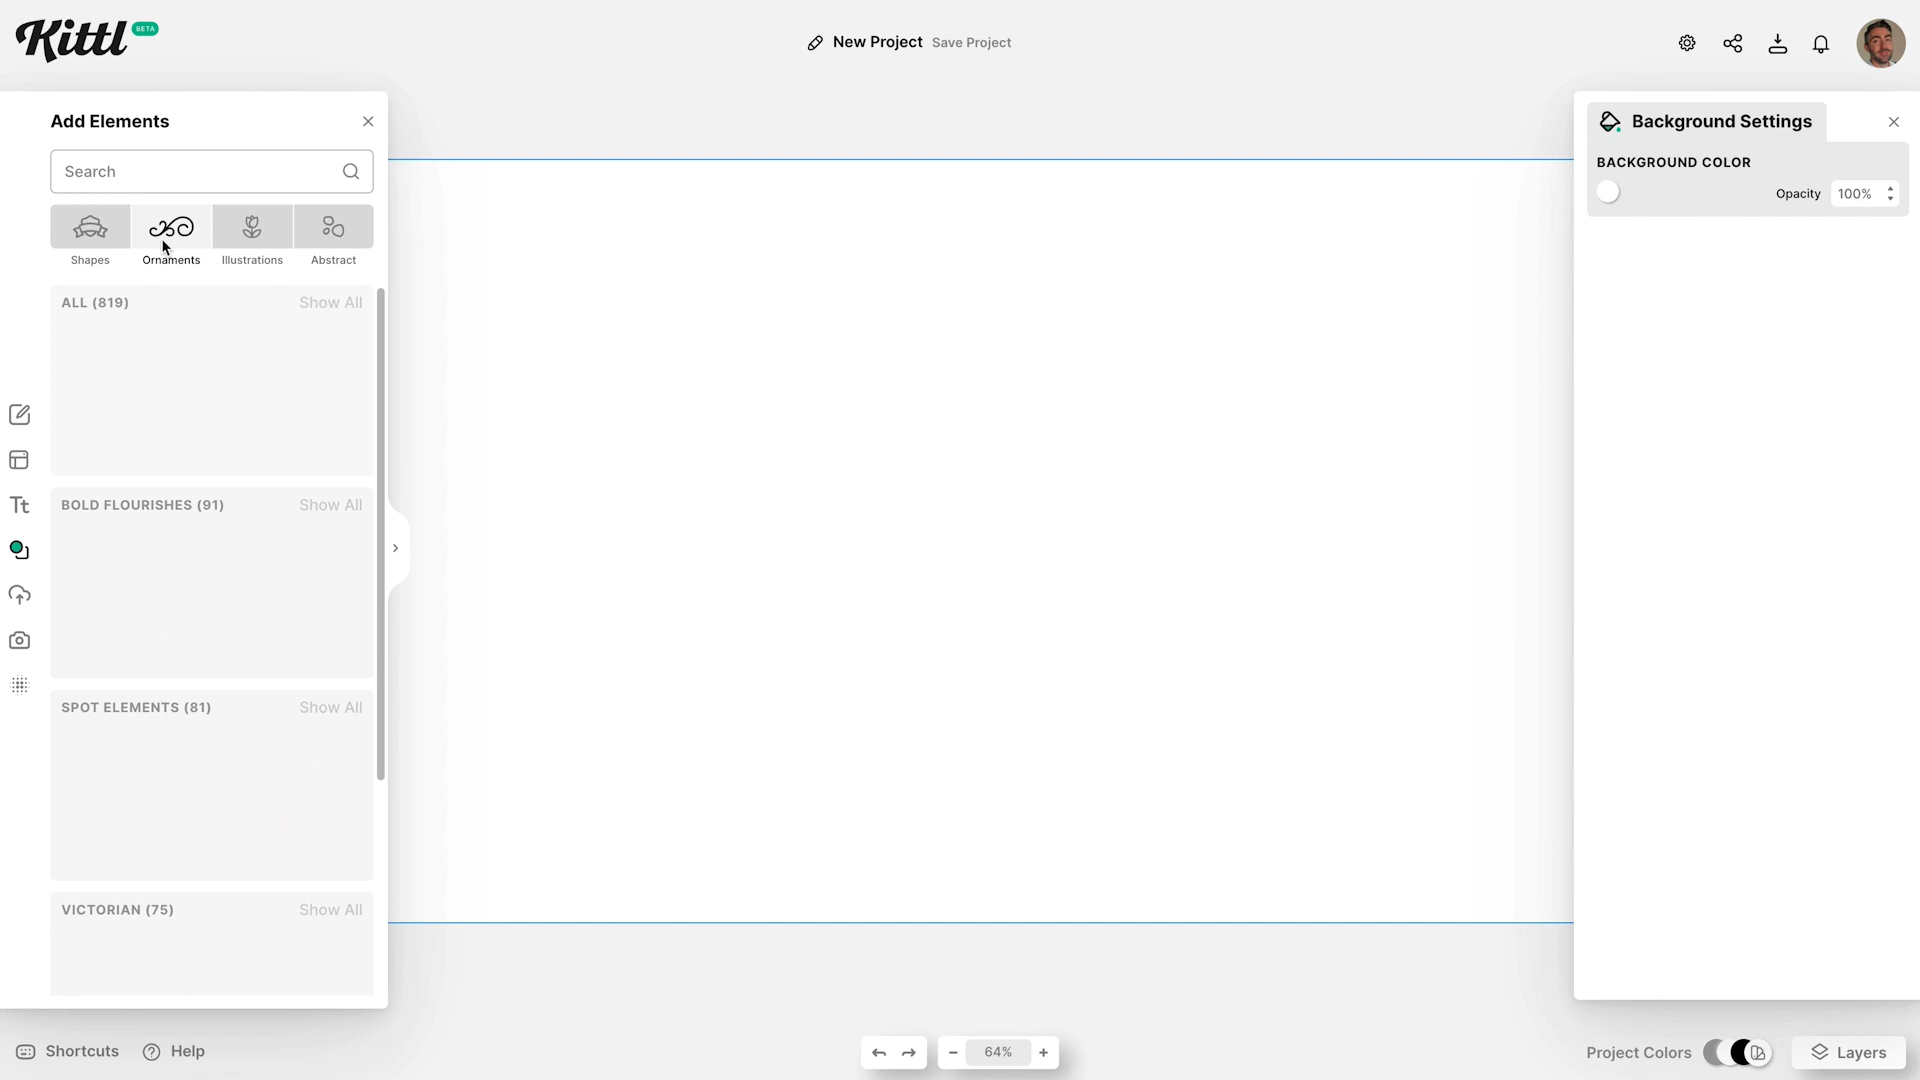 Kittl BETA
New Project Save Project
Add Elements
Search
Shapes Ornaments Illustrations Abstract
ALL (819) Show All
BOLD FLOURISHES (91) Show All
SPOT ELEMENTS (81) Show All
VICTORIAN (75) Show All
Tt
Background Settings
BACKGROUND COLOR
Opacity 100%
Shortcuts Help
64%
Project Colors
Layers